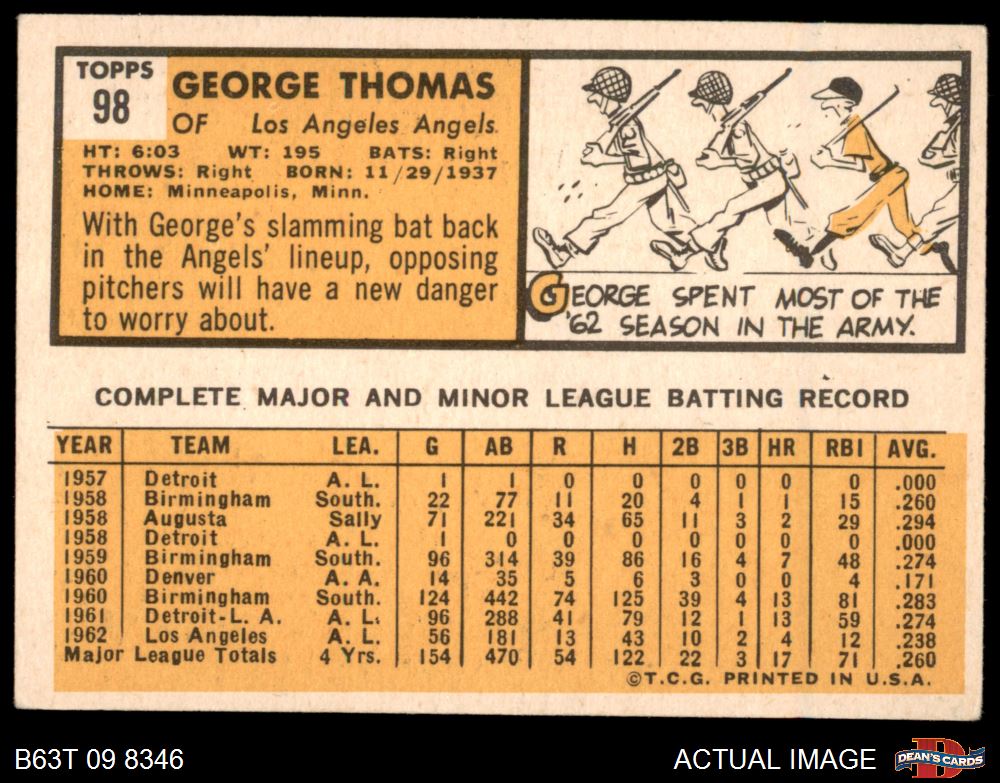 TOPPS
98
GEORGE THOMAS
OF Los Angeles Angels
HT: 6:03 WT: 195 BATS: Right
THROWS: Right BORN: 11/29/1937
HOME: Minneapolis, Minn.
With George's slamming bat back
in the Angels' lineup, opposing
pitchers will have a new danger
to worry about.
GEORGE SPENT MOST OF THE
'62 SEASON IN THE ARMY.
COMPLETE MAJOR AND MINOR LEAGUE BATTING RECORD
YEAR TEAM LEA. G AB R H 2B 3B HR RBI AVG.
1957 Detroit A. L. 1 1 0 0 0 0 0 0 .000
1958 Birmingham South. 22 77 11 20 4 1 1 15 .260
1958 Augusta Sally 71 221 34 65 11 3 2 29 .294
1958 Detroit A. L. 1 0 0 0 0 0 0 0 .000
1959 Birmingham South. 96 314 39 86 16 4 7 48 .274
1960 Denver A. A. 14 35 5 6 3 0 0 4 .171
1960 Birmingham South. 124 442 74 125 39 4 13 81 .283
1961 Detroit-L. A. A. L. 96 288 41 79 12 1 13 59 .274
1962 Los Angeles A. L. 56 181 13 43 10 2 4 12 .238
Major League Totals 4 Yrs. 154 470 54 122 22 3 17 71 .260
©T.C.G. PRINTED IN U.S.A.
B63T 09 8346 ACTUAL IMAGE DEAN'S CARDS